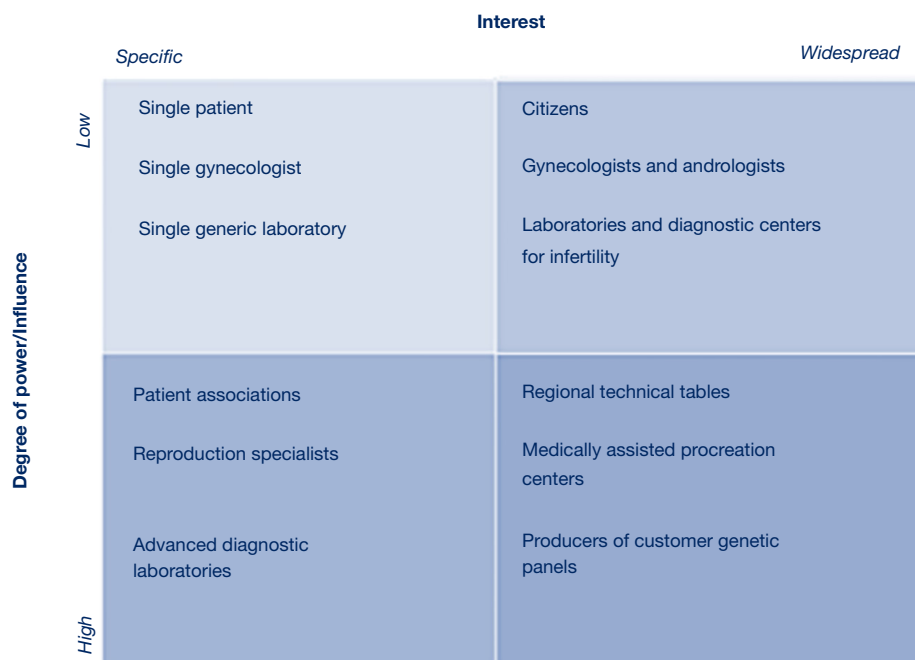 Interest
Specific
Widespread
Low
Degree of power/Influence
High
Single patient
Single gynecologist
Single generic laboratory
Citizens
Gynecologists and andrologists
Laboratories and diagnostic centers
for infertility
Patient associations
Reproduction specialists
Advanced diagnostic
laboratories
Regional technical tables
Medically assisted procreation
centers
Producers of customer genetic
panels